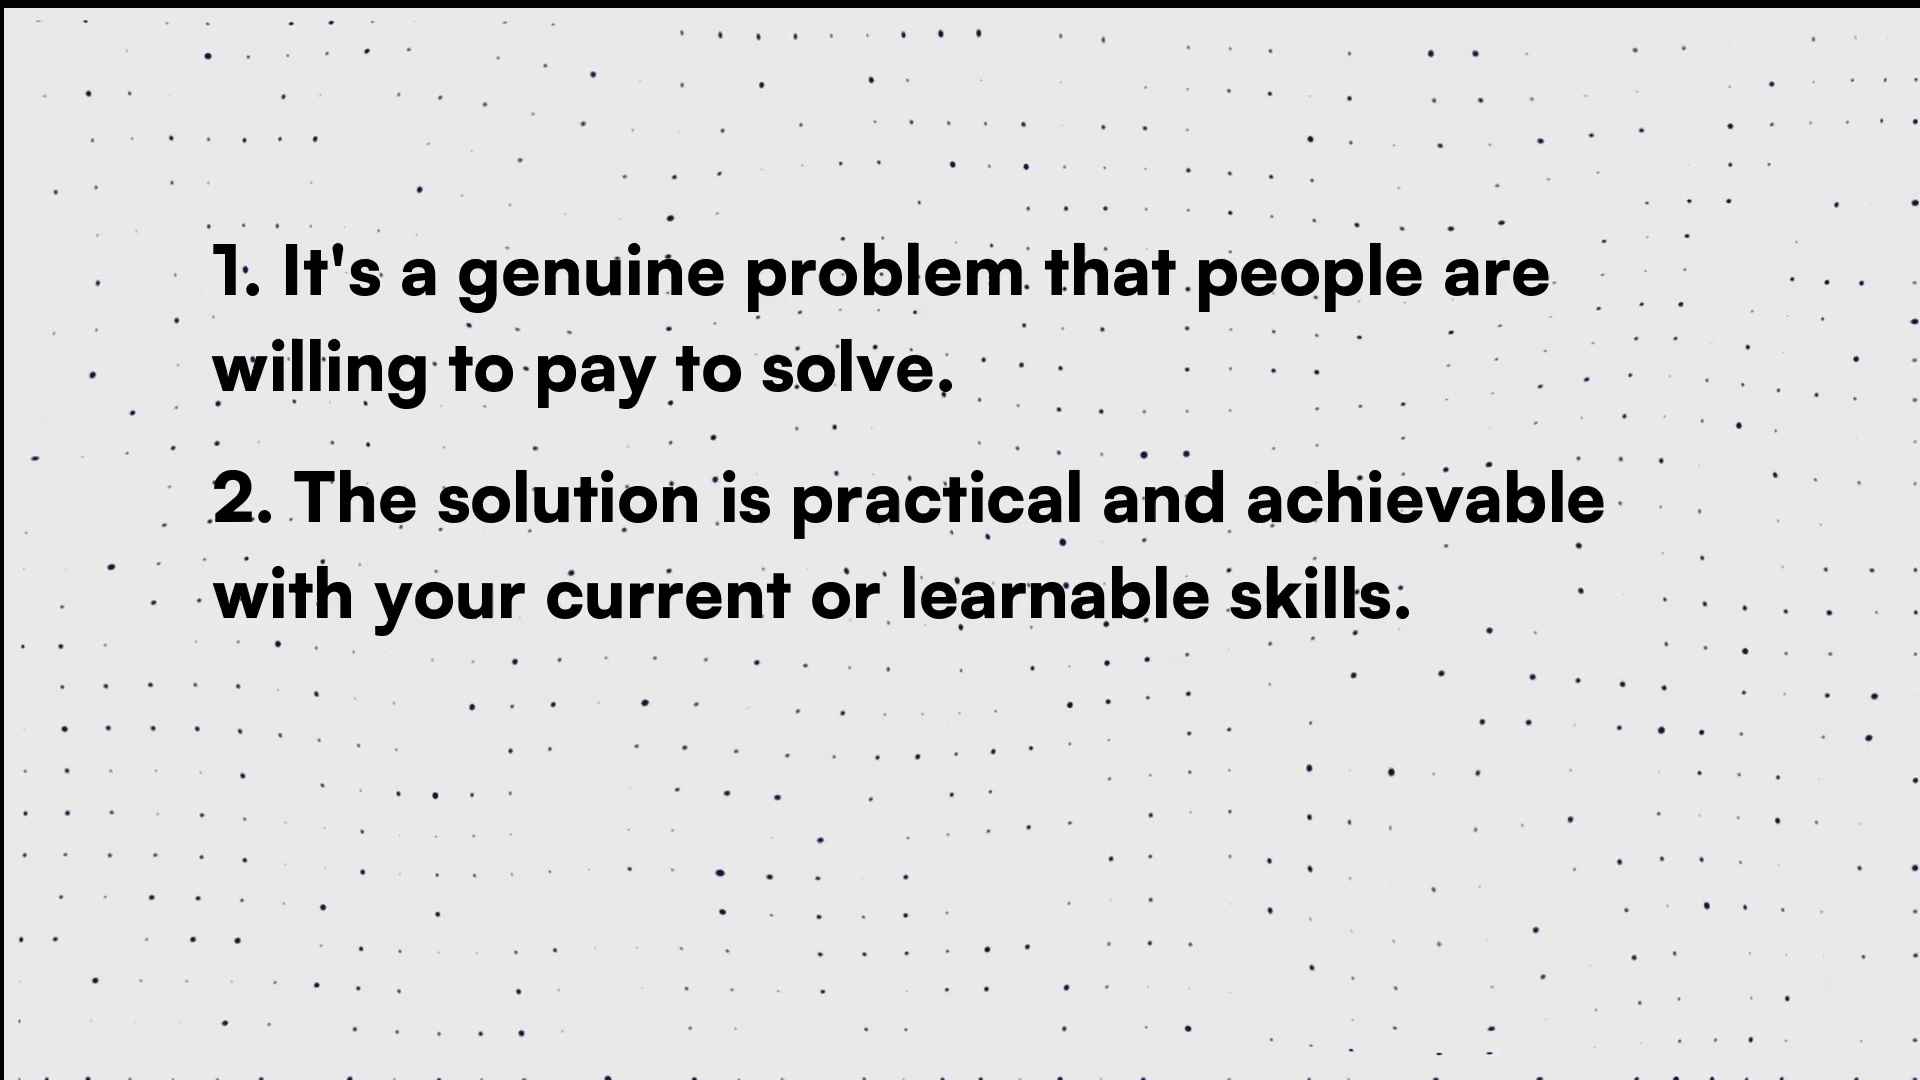 1. It's a genuine problem that people are
willing to pay to solve.
2. The solution is practical and achievable
with your current or learnable skills.